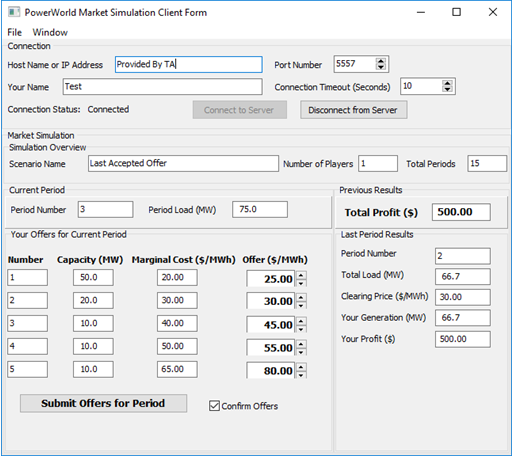 PowerWorld Market Simulation Client Form
File Window
Connection
Host Name or IP Address Provided By TA Port Number 5557
Your Name Test Connection Timeout (Seconds) 10
Connection Status: Connected Connect to Server Disconnect from Server
Market Simulation
Simulation Overview
Scenario Name Last Accepted Offer Number of Players 1 Total Periods 15
Current Period
Period Number 3 Period Load (MW) 75.0
Previous Results
Total Profit ($) 500.00
Your Offers for Current Period
Number Capacity (MW) Marginal Cost ($/MWh) Offer ($/MWh)
1 50.0 20.00 25.00
2 20.0 30.00 30.00
3 10.0 40.00 45.00
4 10.0 50.00 55.00
5 10.0 65.00 80.00
Submit Offers for Period Confirm Offers
Last Period Results
Period Number 2
Total Load (MW) 66.7
Clearing Price ($/MWh) 30.00
Your Generation (MW) 66.7
Your Profit ($) 500.00